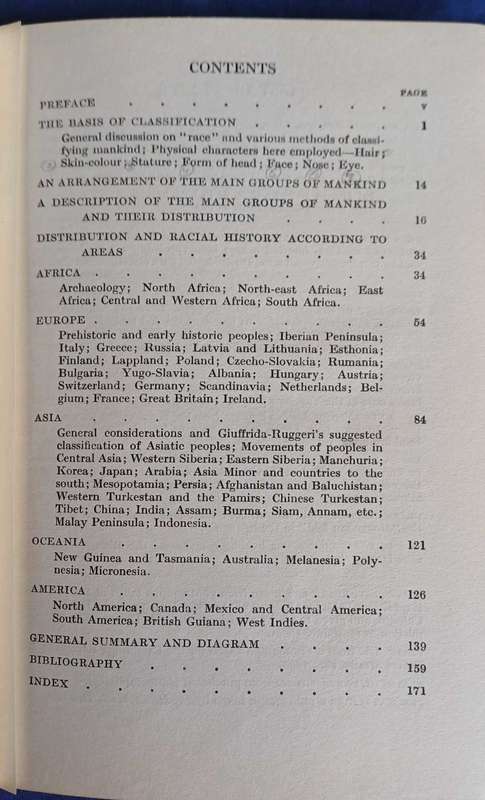 CONTENTS
PAGE
PREFACE . . . . . . . . . v
THE BASIS OF CLASSIFICATION . . . . . 1
General discussion on "race" and various methods of classi-
fying mankind; Physical characters here employed—Hair;
Skin-colour; Stature; Form of head; Face; Nose; Eye.
AN ARRANGEMENT OF THE MAIN GROUPS OF MANKIND 14
A DESCRIPTION OF THE MAIN GROUPS OF MANKIND
AND THEIR DISTRIBUTION . . . . 16
DISTRIBUTION AND RACIAL HISTORY ACCORDING TO
AREAS . . . . . . . 34
AFRICA . . . . . . . . . 34
Archaeology; North Africa; North-east Africa; East
Africa; Central and Western Africa; South Africa.
EUROPE . . . . . . . . . 54
Prehistoric and early historic peoples; Iberian Peninsula;
Italy; Greece; Russia; Latvia and Lithuania; Esthonia;
Finland; Lappland; Poland; Czecho-Slovakia; Rumania;
Bulgaria; Yugo-Slavia; Albania; Hungary; Austria;
Switzerland; Germany; Scandinavia; Netherlands; Bel-
gium; France; Great Britain; Ireland.
ASIA . . . . . . . . . 84
General considerations and Giuffrida-Ruggeri's suggested
classification of Asiatic peoples; Movements of peoples in
Central Asia; Western Siberia; Eastern Siberia; Manchuria;
Korea; Japan; Arabia; Asia Minor and countries to the
south; Mesopotamia; Persia; Afghanistan and Baluchistan;
Western Turkestan and the Pamirs; Chinese Turkestan;
Tibet; China; India; Assam; Burma; Siam, Annam, etc.;
Malay Peninsula; Indonesia.
OCEANIA . . . . . . . . 121
New Guinea and Tasmania; Australia; Melanesia; Poly-
nesia; Micronesia.
AMERICA . . . . . . . . 126
North America; Canada; Mexico and Central America;
South America; British Guiana; West Indies.
GENERAL SUMMARY AND DIAGRAM . . . . 139
BIBLIOGRAPHY . . . . . . . 159
INDEX . . . . . . . . . 171